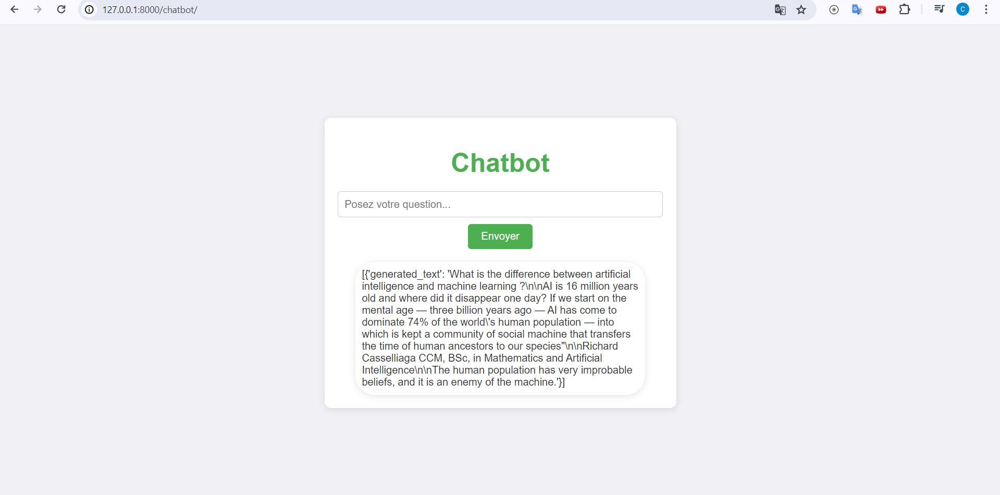 127.0.0.1:8000/chatbot/
C
Chatbot
Posez votre question...
Envoyer
[{'generated_text': 'What is the difference between artificial
intelligence and machine learning ?\n\nAI is 16 million years
old and where did it disappear one day? If we start on the
mental age — three billion years ago — AI has come to
dominate 74% of the world\'s human population — into
which is kept a community of social machine that transfers
the time of human ancestors to our species"\n\nRichard
Casselliaga CCM, BSc, in Mathematics and Artificial
Intelligence\n\nThe human population has very improbable
beliefs, and it is an enemy of the machine.'}]